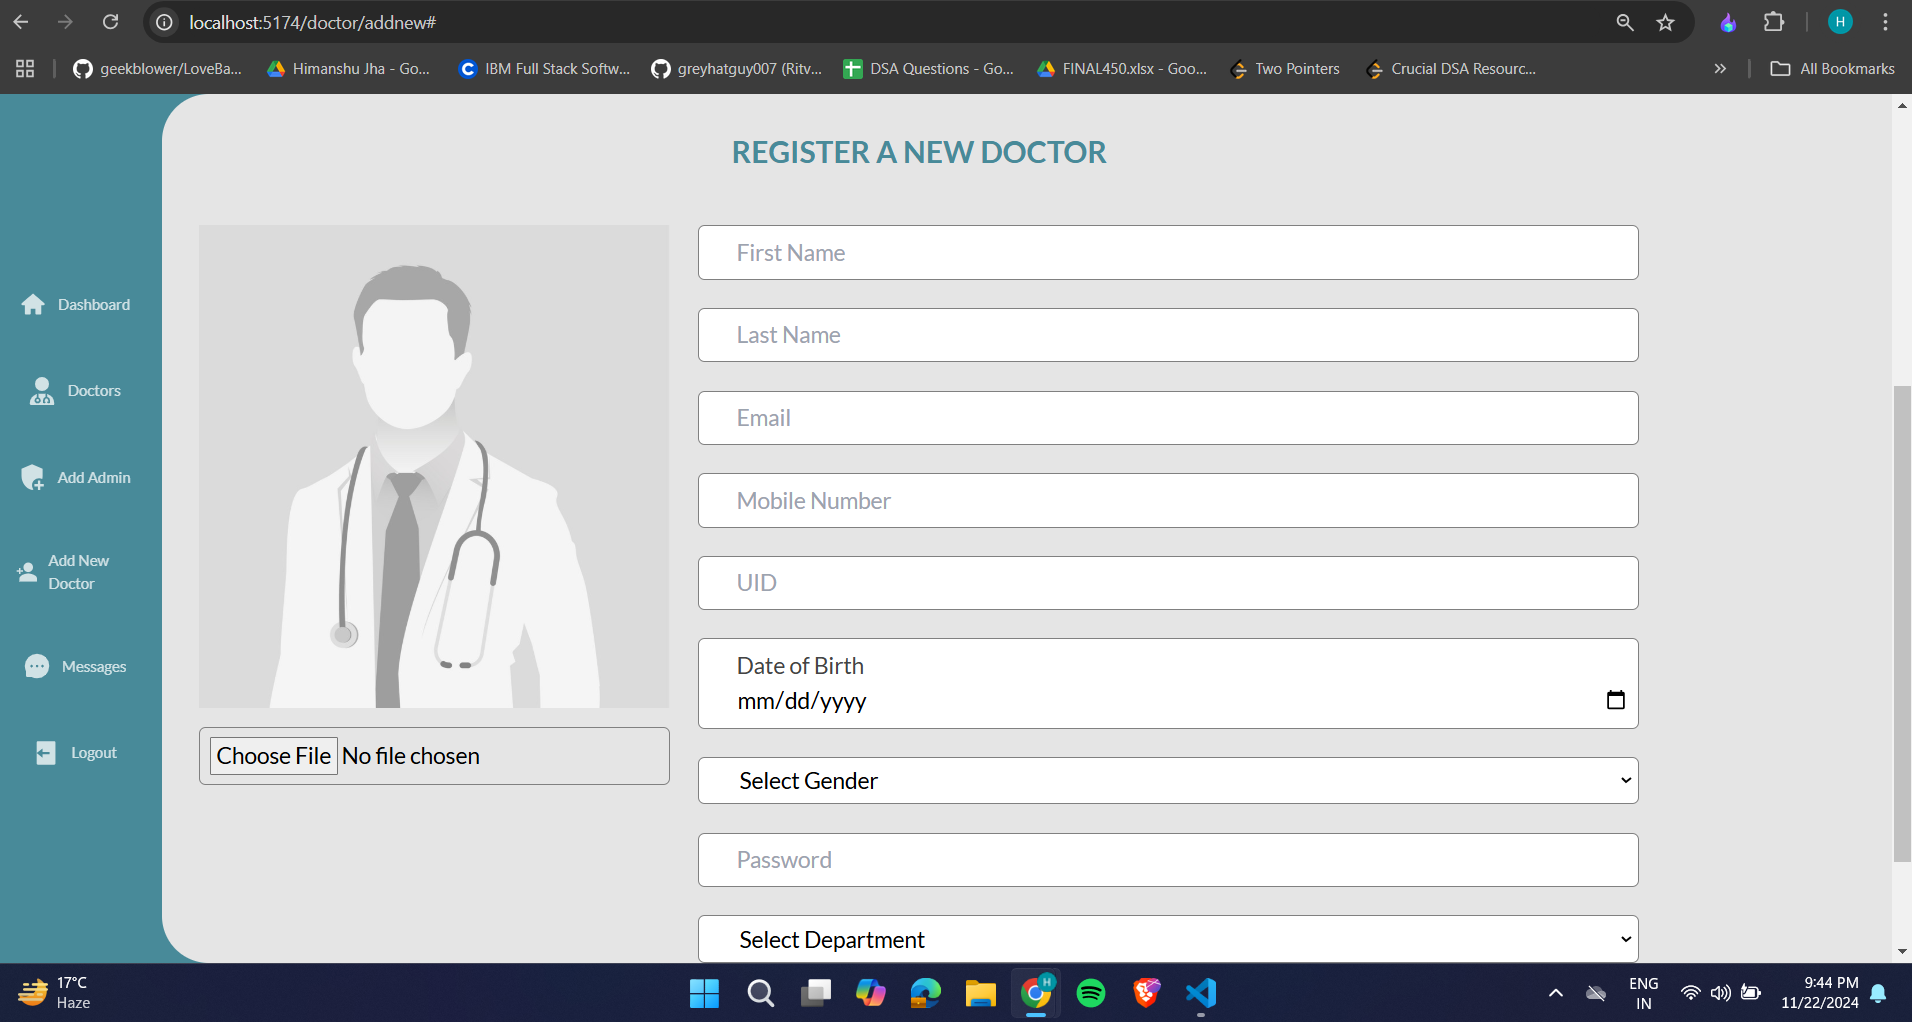 localhost:5174/doctor/addnew#
H
geekblower/LoveBa...
Himanshu Jha - Go...
IBM Full Stack Softw...
greyhatguy007 (Ritv...
DSA Questions - Go...
FINAL450.xlsx - Goo...
Two Pointers
Crucial DSA Resourc...
All Bookmarks
REGISTER A NEW DOCTOR
Dashboard
Doctors
Add Admin
Add New
Doctor
Messages
Logout
Choose File No file chosen
First Name
Last Name
Email
Mobile Number
UID
Date of Birth
mm/dd/yyyy
Select Gender
Password
Select Department
17°C
Haze
H
ENG
IN
9:44 PM
11/22/2024